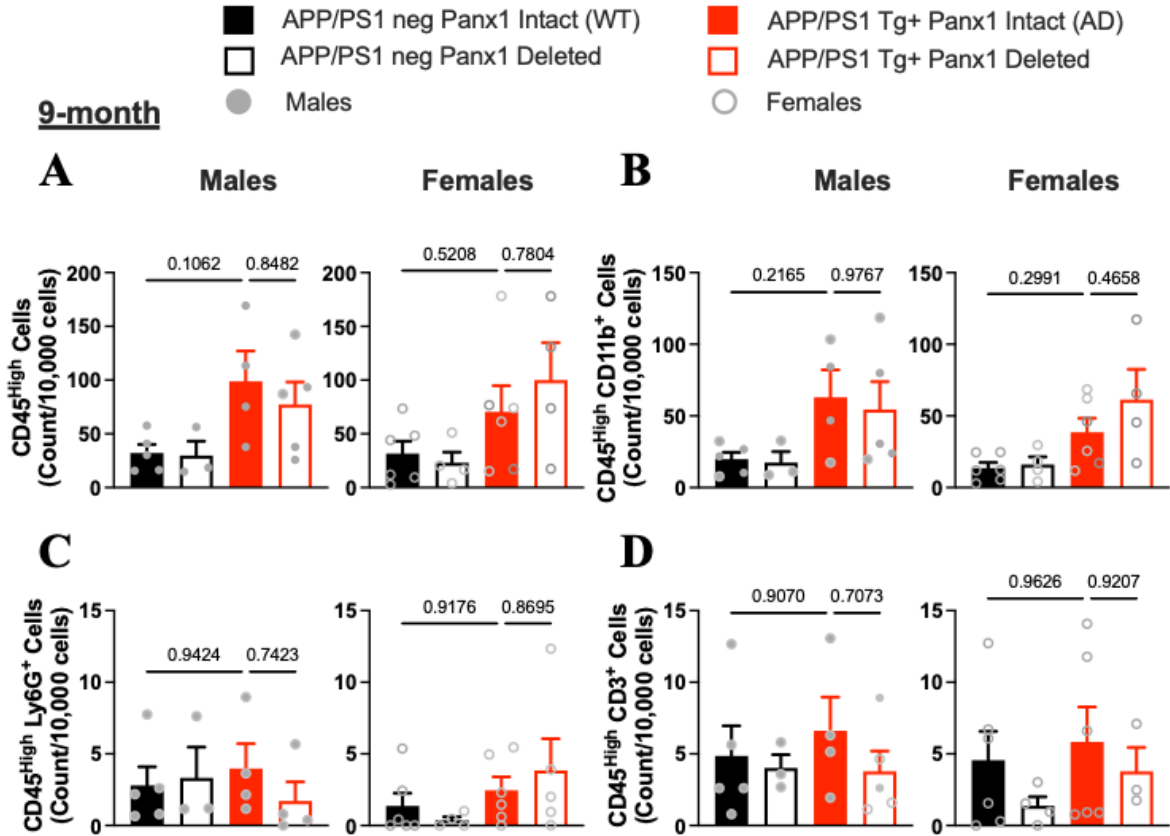 APP/PS1 neg Panx1 Intact (WT)
APP/PS1 Tg+ Panx1 Intact (AD)
APP/PS1 neg Panx1 Deleted
APP/PS1 Tg+ Panx1 Deleted
Males
Females
9-month
A
Males
Females
CD45High Cells
(Count/10,000 cells)
200
150
100
50
0
0.1062
0.8482
200
150
100
50
0
0.5208
0.7804
B
Males
Females
CD45High CD11b+ Cells
(Count/10,000 cells)
150
100
50
0
0.2165
0.9767
150
100
50
0
0.2991
0.4658
C
CD45High Ly6G+ Cells
(Count/10,000 cells)
15
10
5
0
0.9424
0.7423
15
10
5
0
0.9176
0.8695
D
CD45High CD3+ Cells
(Count/10,000 cells)
15
10
5
0
0.9070
0.7073
15
10
5
0
0.9626
0.9207